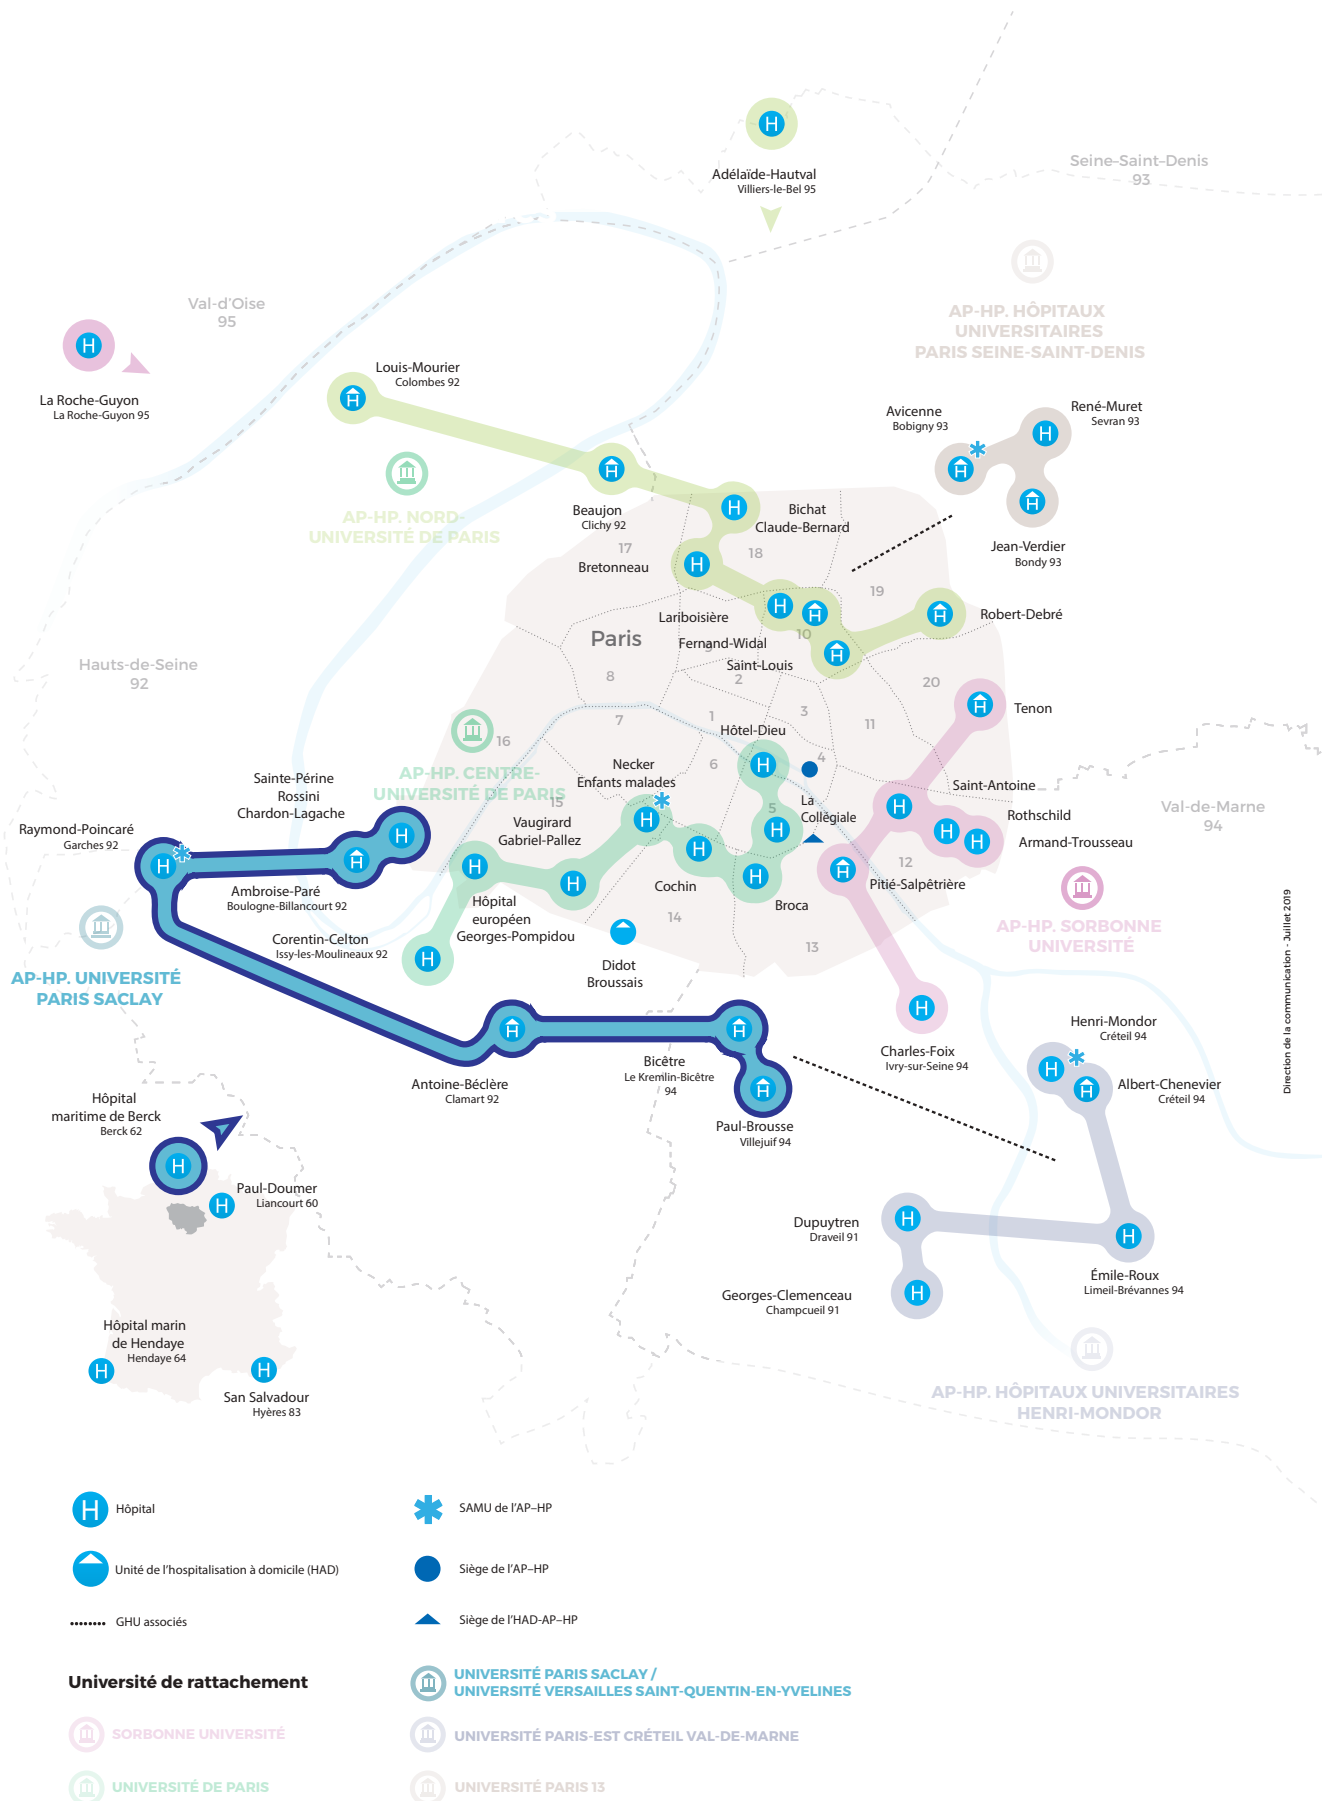 Adélaïde-Hautval
Villiers-le-Bel 95
Seine-Saint-Denis
93
Val-d'Oise
95
AP-HP. HÔPITAUX
UNIVERSITAIRES
PARIS SEINE-SAINT-DENIS
La Roche-Guyon
La Roche-Guyon 95
Louis-Mourier
Colombes 92
Avicenne
Bobigny 93
René-Muret
Sevran 93
AP-HP. NORD-
UNIVERSITÉ DE PARIS
Beaujon
Clichy 92
Bichat
Claude-Bernard
Jean-Verdier
Bondy 93
17
18
Bretonneau
19
Lariboisière
Robert-Debré
Paris
Fernand-Widal
10
9
Saint-Louis
Hauts-de-Seine
92
8
2
20
Tenon
7
1
3
11
Hôtel-Dieu
16
6
4
Necker
Enfants malades
AP-HP. CENTRE-
UNIVERSITÉ DE PARIS
15
Sainte-Périne
Rossini
Chardon-Lagache
Saint-Antoine
Val-de-Marne
94
5
La
Collégiale
Rothschild
Vaugirard
Gabriel-Pallez
Raymond-Poincaré
Garches 92
Armand-Trousseau
12
Pitié-Salpêtrière
Cochin
Ambroise-Paré
Boulogne-Billancourt 92
Hôpital
européen
Georges-Pompidou
Broca
14
AP-HP. SORBONNE
UNIVERSITÉ
Corentin-Celton
Issy-les-Moulineaux 92
13
Didot
Broussais
AP-HP. UNIVERSITÉ
PARIS SACLAY
Direction de la communication - Juillet 2019
Henri-Mondor
Créteil 94
Charles-Foix
Ivry-sur-Seine 94
Bicêtre
Le Kremlin-Bicêtre
94
Antoine-Béclère
Clamart 92
Albert-Chenevier
Créteil 94
Hôpital
maritime de Berck
Berck 62
Paul-Brousse
Villejuif 94
Paul-Doumer
Liancourt 60
Dupuytren
Draveil 91
Émile-Roux
Limeil-Brévannes 94
Georges-Clemenceau
Champcueil 91
Hôpital marin
de Hendaye
Hendaye 64
San Salvadour
Hyères 83
AP-HP. HÔPITAUX UNIVERSITAIRES
HENRI-MONDOR
H Hôpital
SAMU de l'AP–HP
Unité de l'hospitalisation à domicile (HAD)
Siège de l'AP–HP
GHU associés
Siège de l'HAD-AP–HP
Université de rattachement
UNIVERSITÉ PARIS SACLAY /
UNIVERSITÉ VERSAILLES SAINT-QUENTIN-EN-YVELINES
SORBONNE UNIVERSITÉ
UNIVERSITÉ PARIS-EST CRÉTEIL VAL-DE-MARNE
UNIVERSITÉ DE PARIS
UNIVERSITÉ PARIS 13